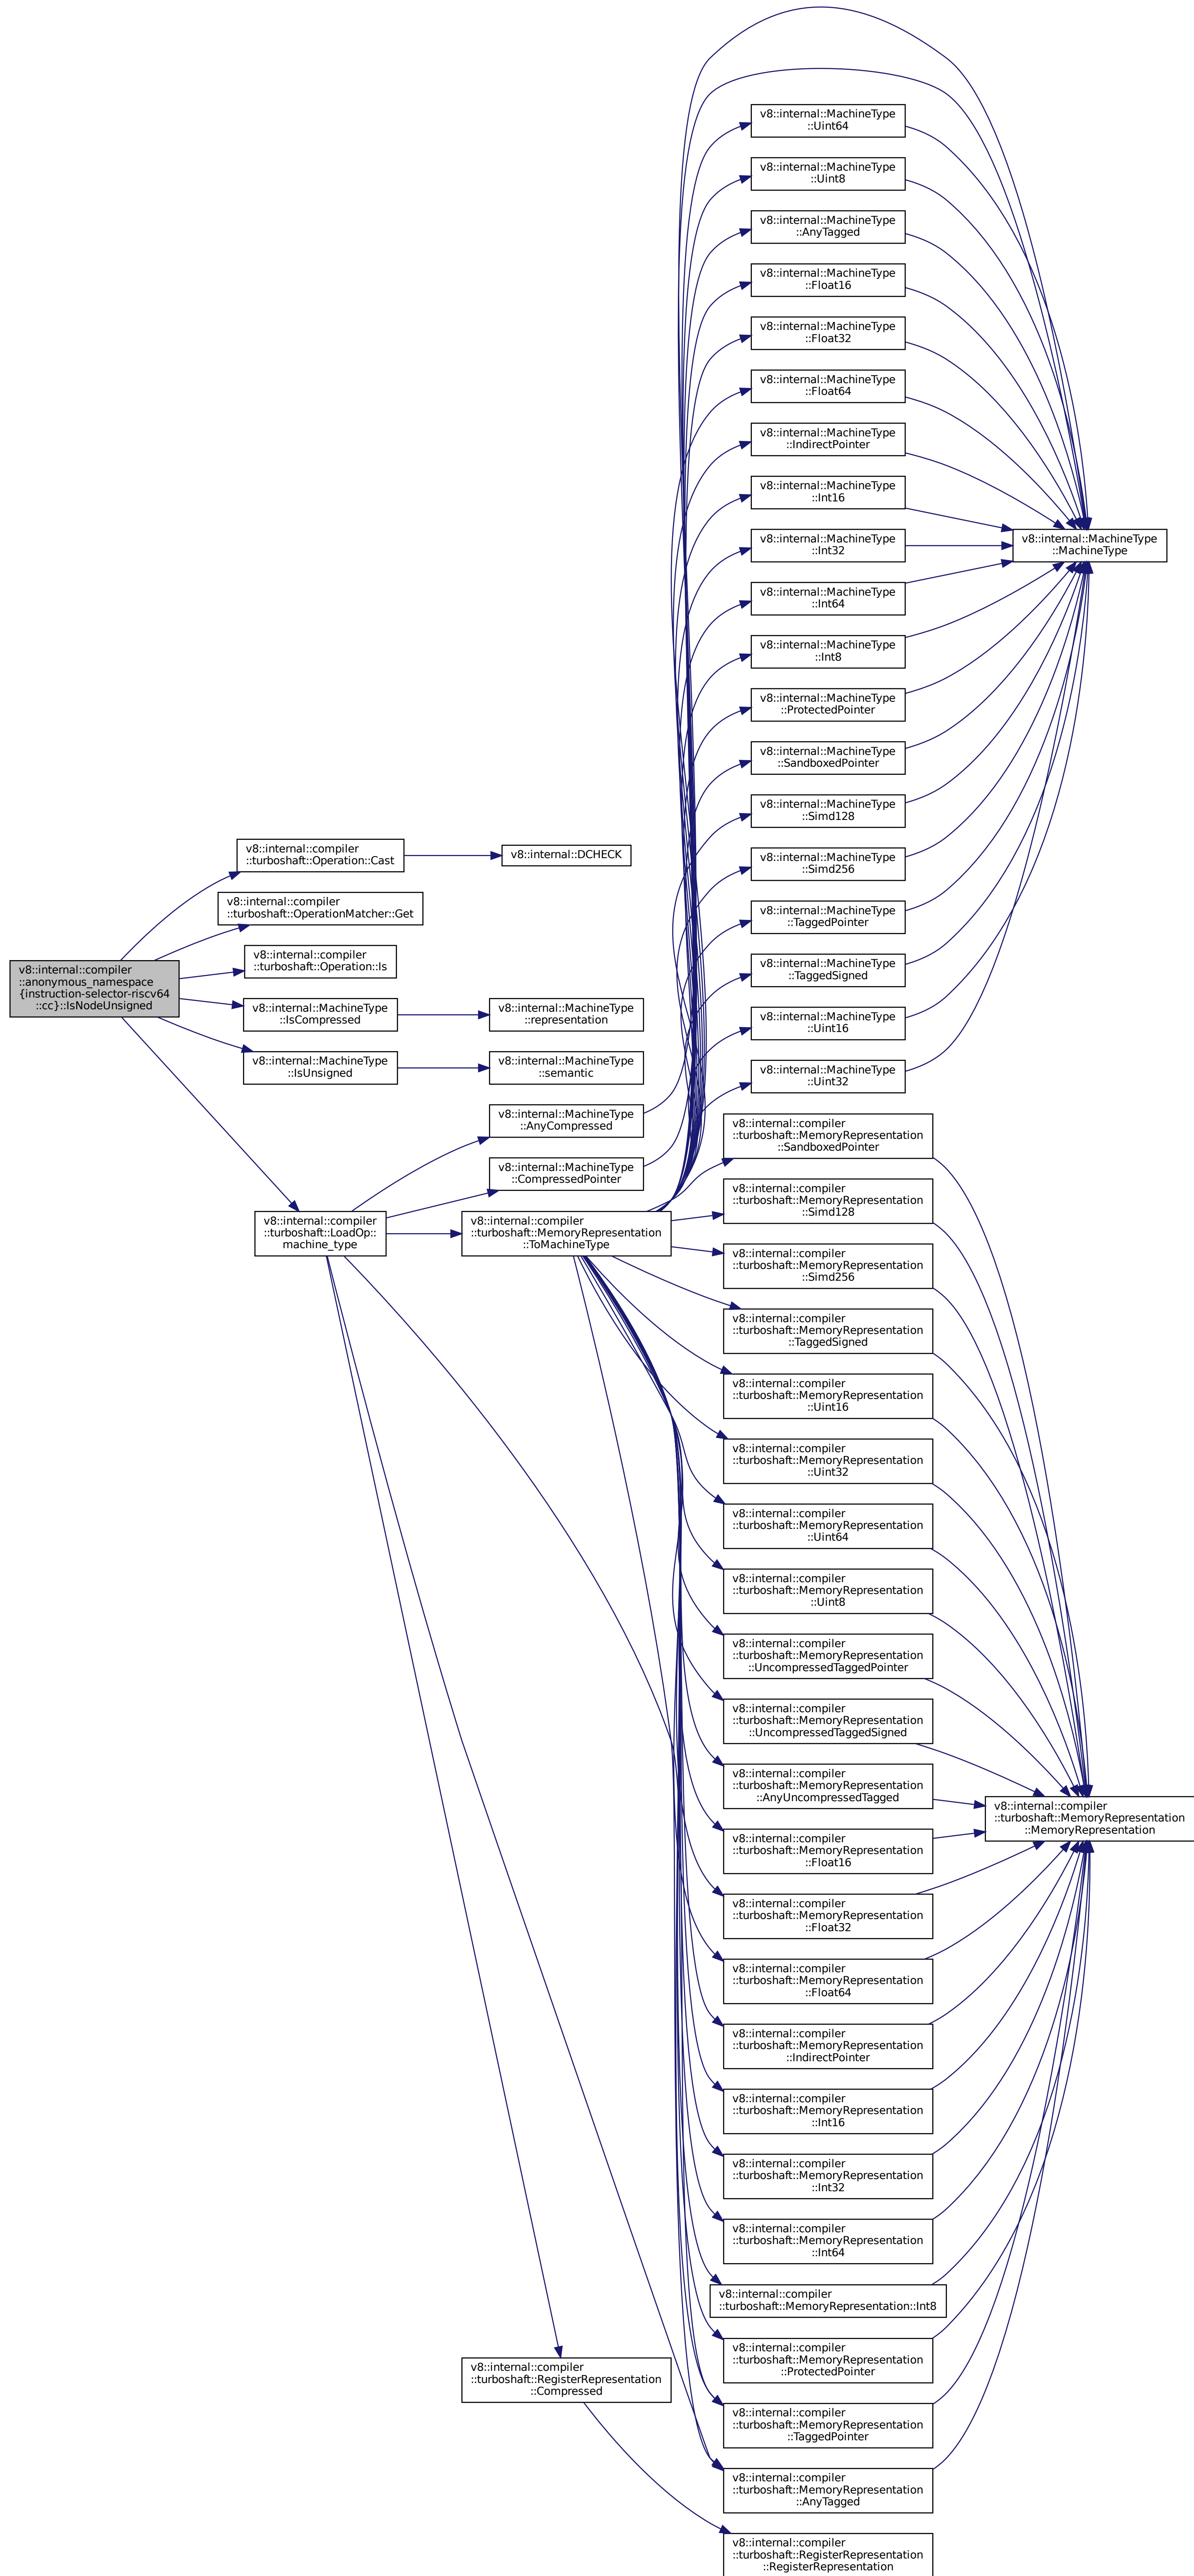 v8::internal::MachineType
::Uint64
v8::internal::MachineType
::Uint8
v8::internal::MachineType
::AnyTagged
v8::internal::MachineType
::Float16
v8::internal::MachineType
::Float32
v8::internal::MachineType
::Float64
v8::internal::MachineType
::IndirectPointer
v8::internal::MachineType
::Int16
v8::internal::MachineType
::Int32
v8::internal::MachineType
::MachineType
v8::internal::MachineType
::Int64
v8::internal::MachineType
::Int8
v8::internal::MachineType
::ProtectedPointer
v8::internal::MachineType
::SandboxedPointer
v8::internal::MachineType
::Simd128
v8::internal::MachineType
::Simd256
v8::internal::MachineType
::TaggedPointer
v8::internal::MachineType
::TaggedSigned
v8::internal::MachineType
::Uint16
v8::internal::MachineType
::Uint32
v8::internal::compiler
::turboshaft::Operation::Cast
v8::internal::DCHECK
v8::internal::compiler
::turboshaft::OperationMatcher::Get
v8::internal::compiler
::turboshaft::Operation::Is
v8::internal::compiler
::anonymous_namespace
{instruction-selector-riscv64
::cc}::IsNodeUnsigned
v8::internal::MachineType
::IsCompressed
v8::internal::MachineType
::representation
v8::internal::MachineType
::IsUnsigned
v8::internal::MachineType
::semantic
v8::internal::MachineType
::AnyCompressed
v8::internal::MachineType
::CompressedPointer
v8::internal::compiler
::turboshaft::LoadOp::
machine_type
v8::internal::compiler
::turboshaft::MemoryRepresentation
::ToMachineType
v8::internal::compiler
::turboshaft::MemoryRepresentation
::SandboxedPointer
v8::internal::compiler
::turboshaft::MemoryRepresentation
::Simd128
v8::internal::compiler
::turboshaft::MemoryRepresentation
::Simd256
v8::internal::compiler
::turboshaft::MemoryRepresentation
::TaggedSigned
v8::internal::compiler
::turboshaft::MemoryRepresentation
::Uint16
v8::internal::compiler
::turboshaft::MemoryRepresentation
::Uint32
v8::internal::compiler
::turboshaft::MemoryRepresentation
::Uint64
v8::internal::compiler
::turboshaft::MemoryRepresentation
::Uint8
v8::internal::compiler
::turboshaft::MemoryRepresentation
::UncompressedTaggedPointer
v8::internal::compiler
::turboshaft::MemoryRepresentation
::UncompressedTaggedSigned
v8::internal::compiler
::turboshaft::MemoryRepresentation
::AnyUncompressedTagged
v8::internal::compiler
::turboshaft::MemoryRepresentation
::MemoryRepresentation
v8::internal::compiler
::turboshaft::MemoryRepresentation
::Float16
v8::internal::compiler
::turboshaft::MemoryRepresentation
::Float32
v8::internal::compiler
::turboshaft::MemoryRepresentation
::Float64
v8::internal::compiler
::turboshaft::MemoryRepresentation
::IndirectPointer
v8::internal::compiler
::turboshaft::MemoryRepresentation
::Int16
v8::internal::compiler
::turboshaft::MemoryRepresentation
::Int32
v8::internal::compiler
::turboshaft::MemoryRepresentation
::Int64
v8::internal::compiler
::turboshaft::MemoryRepresentation::Int8
v8::internal::compiler
::turboshaft::MemoryRepresentation
::ProtectedPointer
v8::internal::compiler
::turboshaft::RegisterRepresentation
::Compressed
v8::internal::compiler
::turboshaft::MemoryRepresentation
::TaggedPointer
v8::internal::compiler
::turboshaft::MemoryRepresentation
::AnyTagged
v8::internal::compiler
::turboshaft::RegisterRepresentation
::RegisterRepresentation